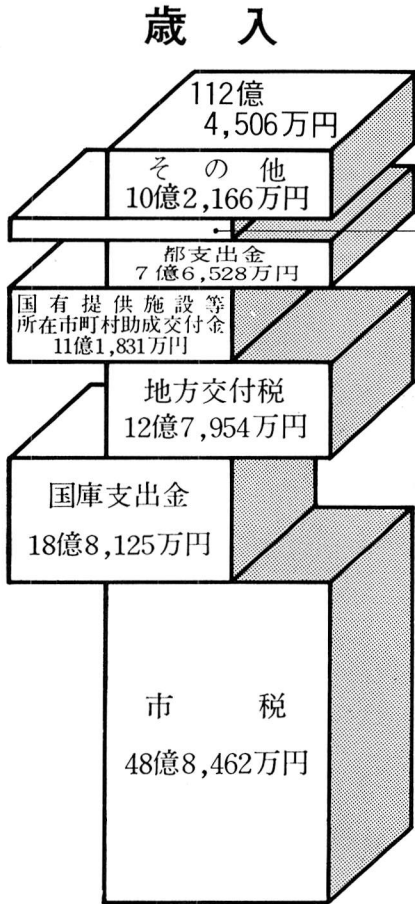 歳入
112億
4,506万円
その他
10億2,166万円
都支出金
7億6,528万円
国有提供施設等
所在市町村助成交付金
11億1,831万円
地方交付税
12億7,954万円
国庫支出金
18億8,125万円
市税
48億8,462万円